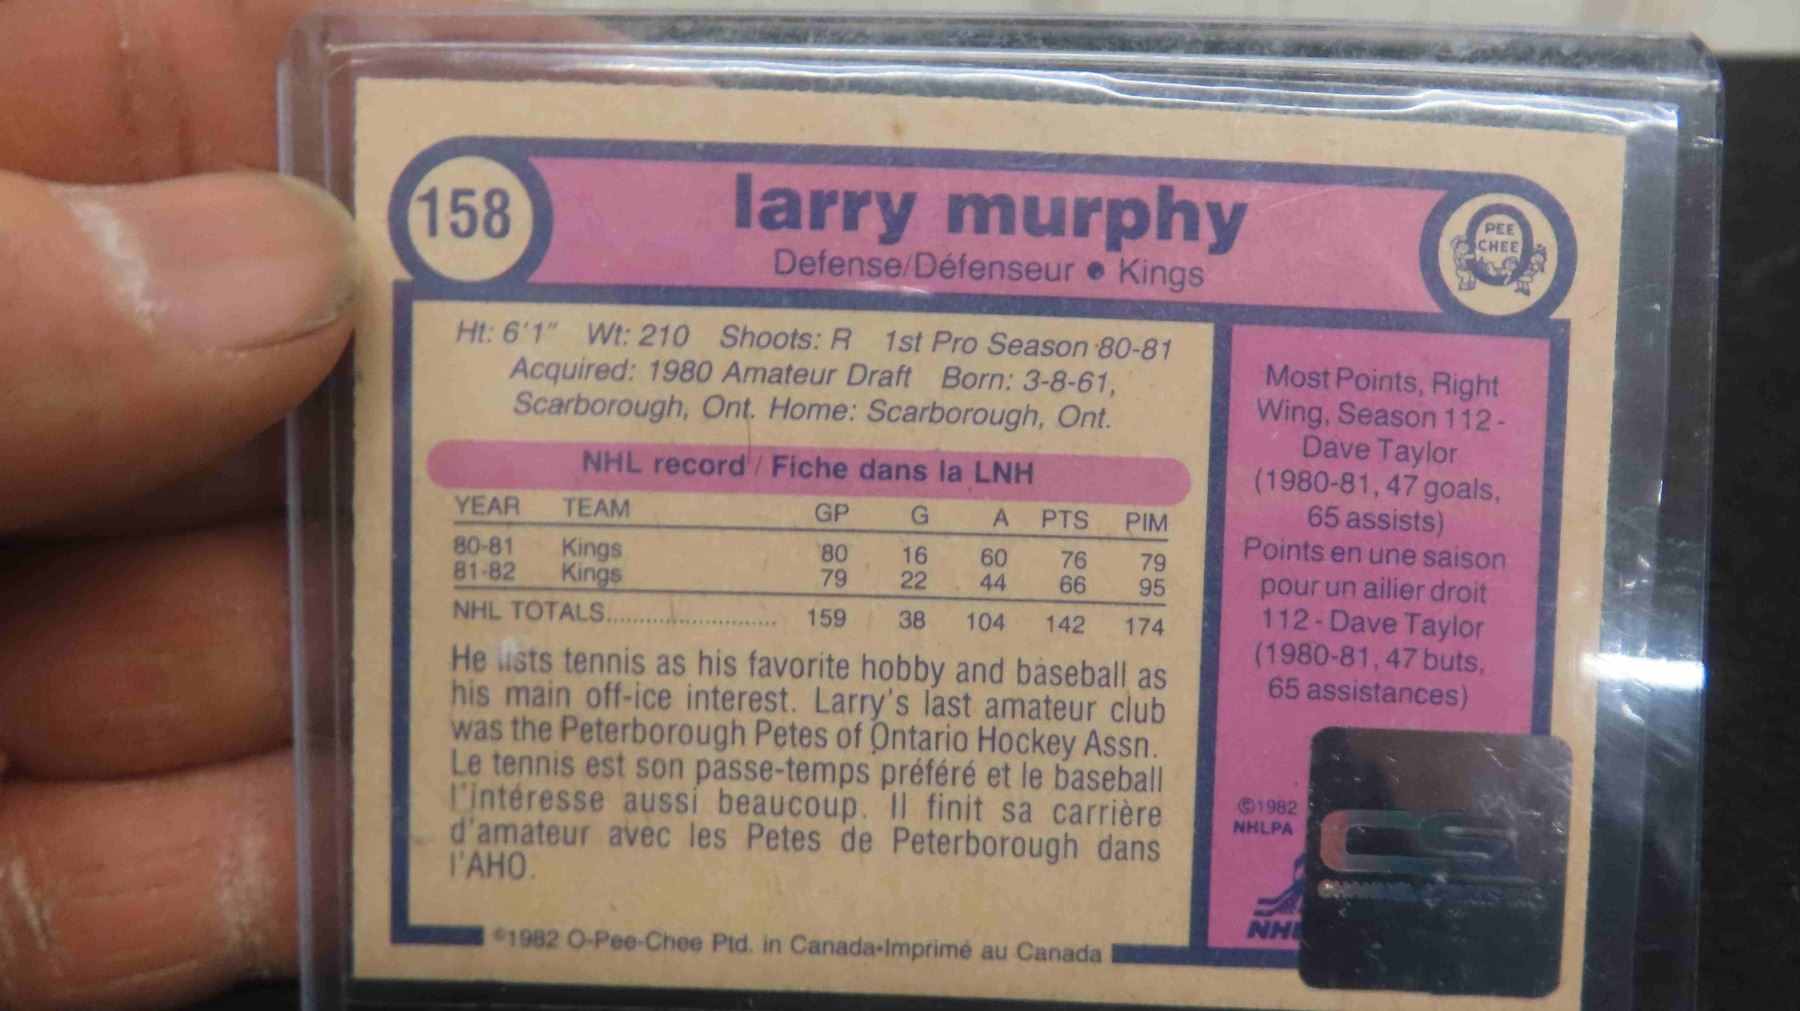 158
larry murphy
PEE
CHEE
Defense/Défenseur • Kings
Ht: 6'1" Wt: 210 Shoots: R 1st Pro Season 80-81
Acquired: 1980 Amateur Draft Born: 3-8-61,
Scarborough, Ont. Home: Scarborough, Ont.
NHL record / Fiche dans la LNH
YEAR TEAM GP G A PTS PIM
80-81 Kings 80 16 60 76 79
81-82 Kings 79 22 44 66 95
NHL TOTALS............................ 159 38 104 142 174
He lists tennis as his favorite hobby and baseball as
his main off-ice interest. Larry's last amateur club
was the Peterborough Petes of Ontario Hockey Assn.
Le tennis est son passe-temps préféré et le baseball
l'intéresse aussi beaucoup. Il finit sa carrière
d'amateur avec les Petes de Peterborough dans
l'AHO.
©1982 O-Pee-Chee Ptd. in Canada•Imprimé au Canada
Most Points, Right
Wing, Season 112 -
Dave Taylor
(1980-81, 47 goals,
65 assists)
Points en une saison
pour un ailier droit
112 - Dave Taylor
(1980-81, 47 buts,
65 assistances)
©1982
NHLPA